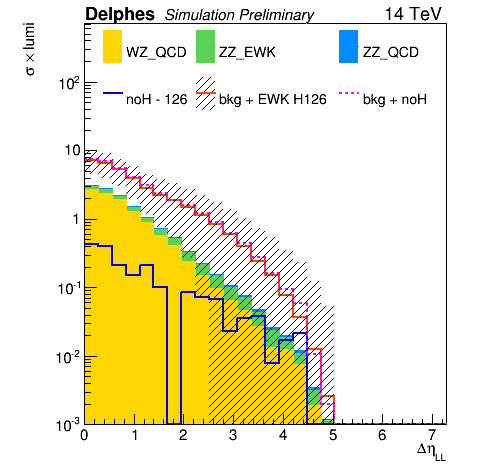 Delphes Simulation Preliminary 14 TeV
σ × lumi
WZ_QCD ZZ_EWK ZZ_QCD
noH - 126 bkg + EWK H126 bkg + noH
10²
10
1
10⁻¹
10⁻²
10⁻³
0 1 2 3 4 5 6 7
Δη_LL